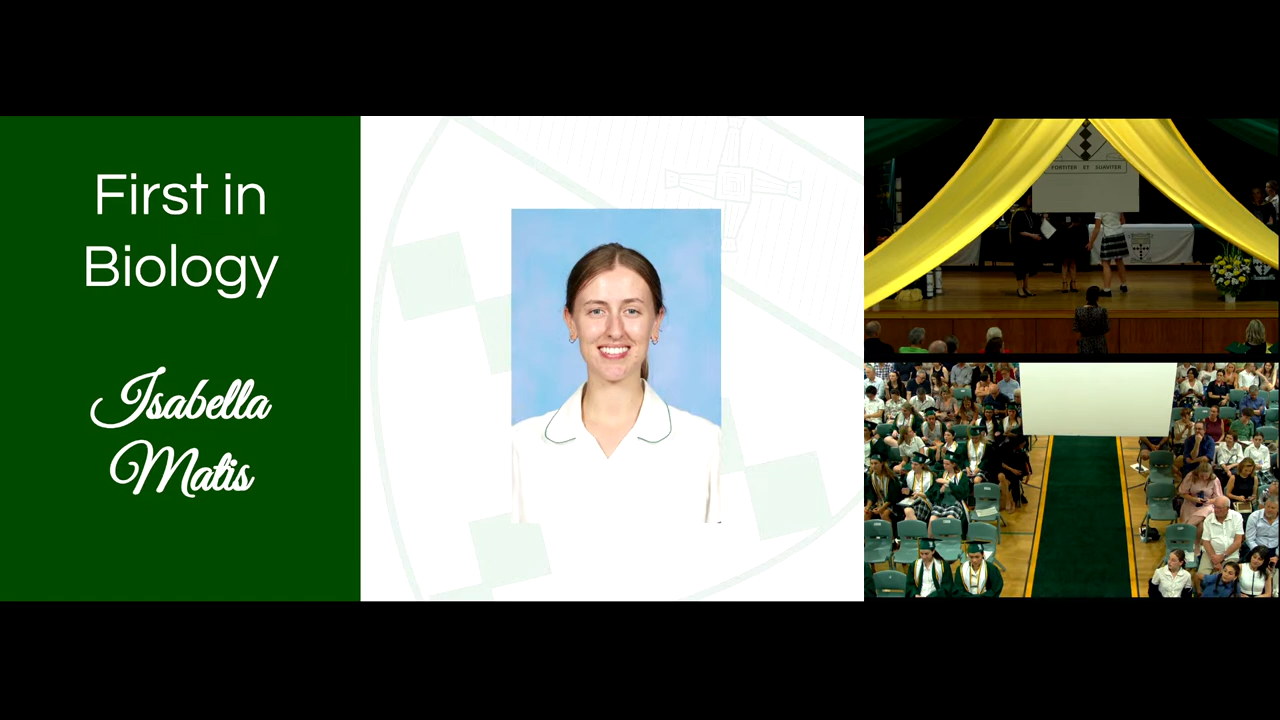 First in
Biology
Isabella
Matis
FORTITER ET SUAVITER